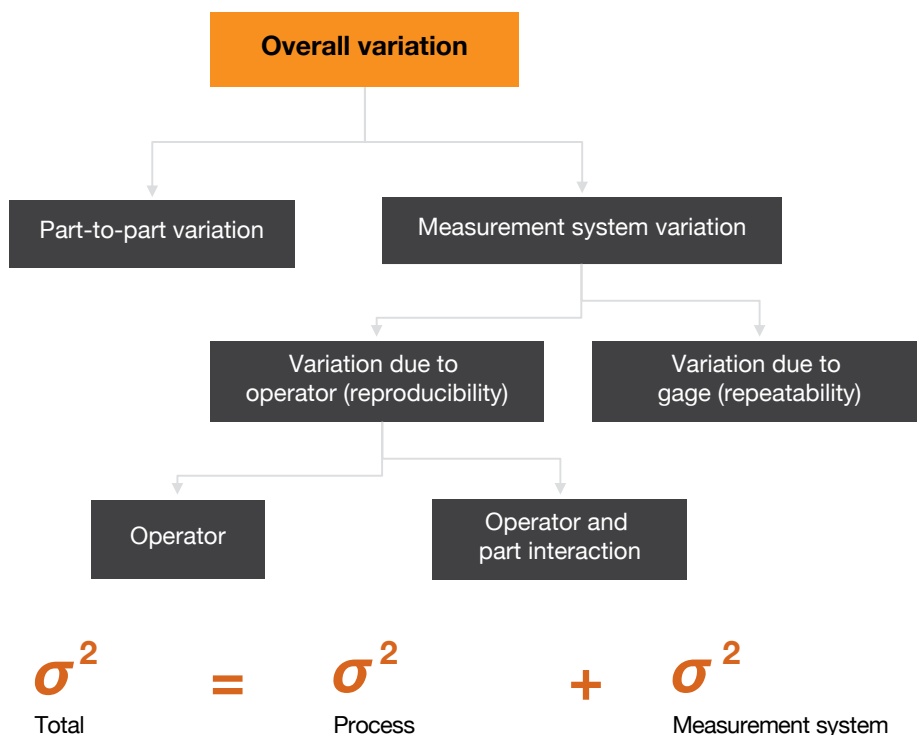 Overall variation
Part-to-part variation
Measurement system variation
Variation due to
operator (reproducibility)
Variation due to
gage (repeatability)
Operator
Operator and
part interaction
σ² = σ² + σ²
Total Process Measurement system